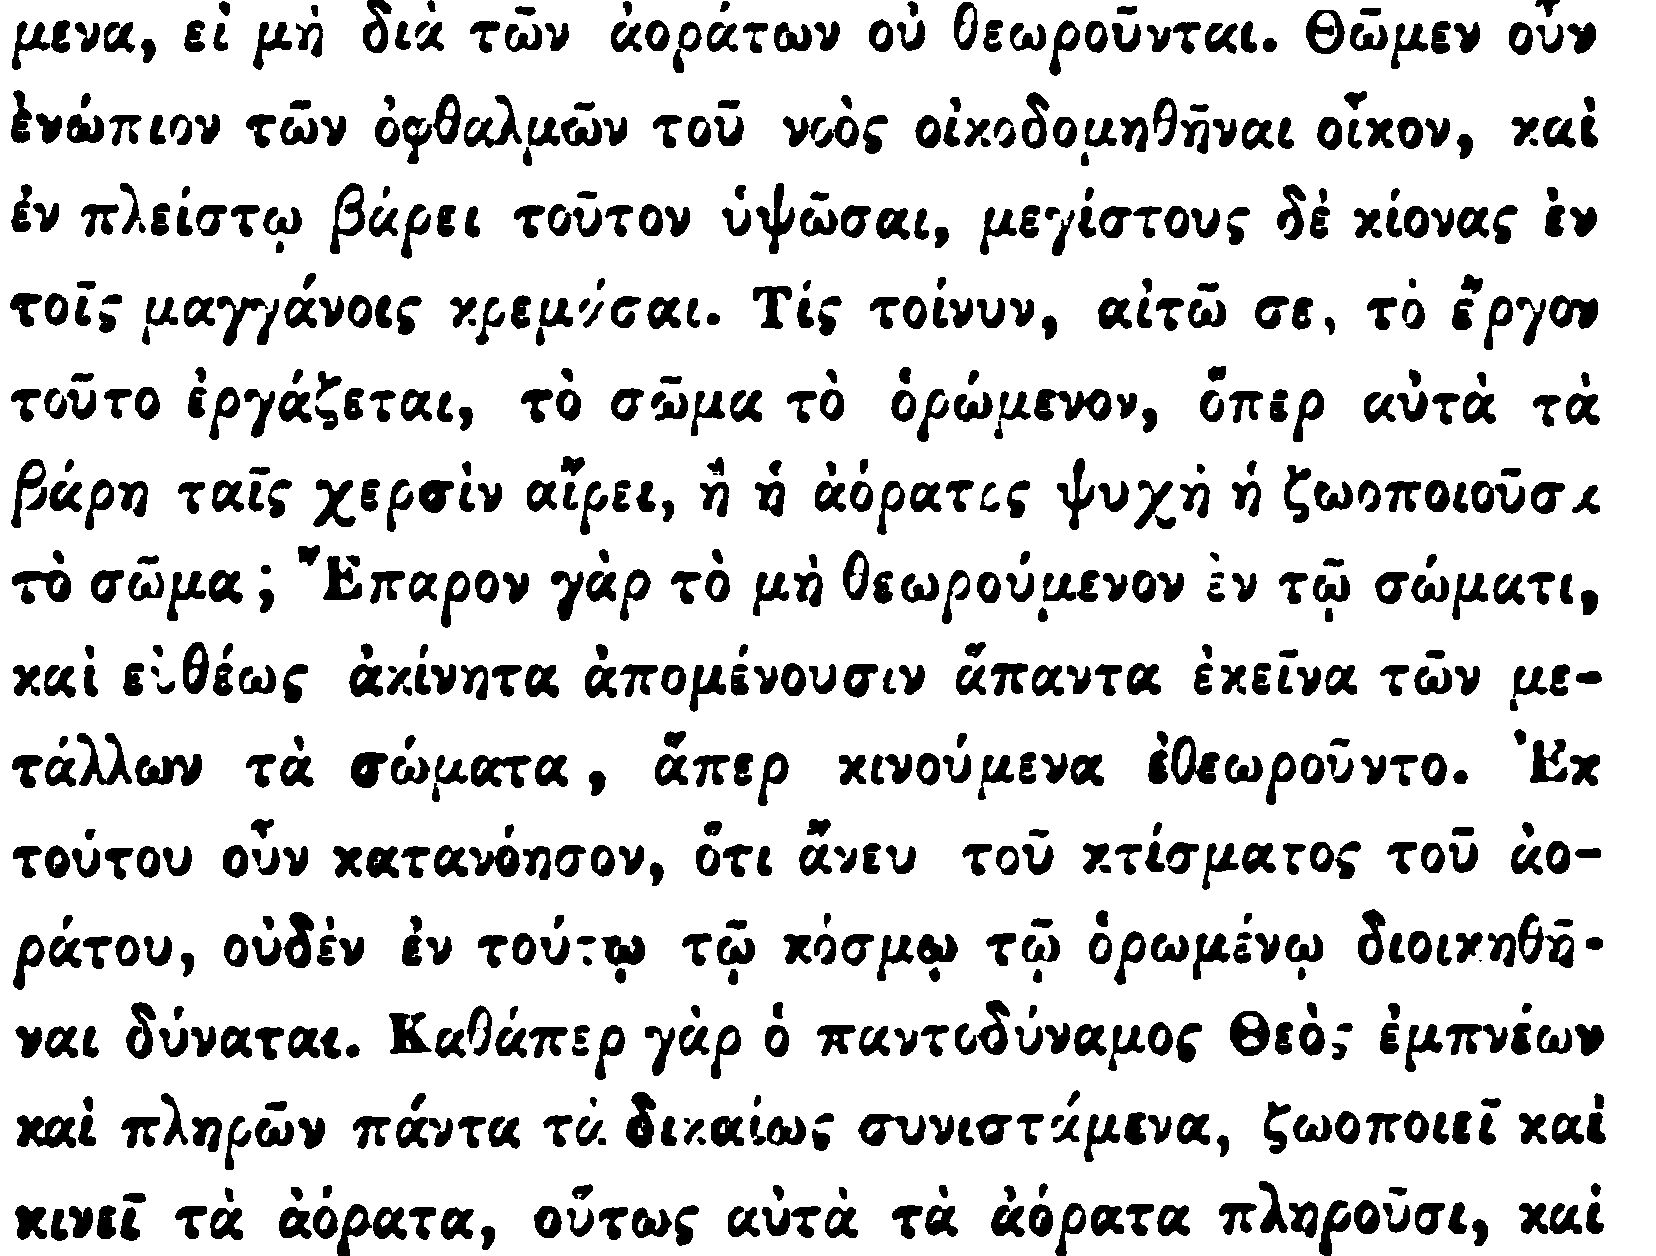 μενα, εἰ μὴ διὰ τῶν ἀοράτων οὐ θεωροῦνται. Θῶμεν οὖν
ἐνώπιον τῶν ὀφθαλμῶν τοῦ νοὸς οἰκοδομηθῆναι οἶκον, καὶ
ἐν πλείστῳ βάρει τοῦτον ὑψῶσαι, μεγίστους δὲ κίονας ἐν
τοῖς μαγγάνοις κρεμάσαι. Τίς τοίνυν, αἰτῶ σε, τὸ ἔργον
τοῦτο ἐργάζεται, τὸ σῶμα τὸ ὁρώμενον, ὅπερ αὐτὰ τὰ
βάρη ταῖς χερσὶν αἴρει, ἢ ἡ ἀόρατος ψυχὴ ἡ ζωοποιοῦσα
τὸ σῶμα; Ἔπαρον γὰρ τὸ μὴ θεωρούμενον ἐν τῷ σώματι,
καὶ εὐθέως ἀκίνητα ἀπομένουσιν ἅπαντα ἐκεῖνα τῶν με-
τάλλων τὰ σώματα, ἅπερ κινούμενα ἐθεωροῦντο. Ἐκ
τούτου οὖν κατανόησον, ὅτι ἄνευ τοῦ κτίσματος τοῦ ἀο-
ράτου, οὐδὲν ἐν τούτῳ τῷ κόσμῳ τῷ ὁρωμένῳ διοικηθῆ-
ναι δύναται. Καθάπερ γὰρ ὁ παντοδύναμος Θεὸς ἐμπνέων
καὶ πληρῶν πάντα τὰ δικαίως συνιστάμενα, ζωοποιεῖ καὶ
κινεῖ τὰ ἀόρατα, οὕτως αὐτὰ τὰ ἀόρατα πληροῦσι, καὶ